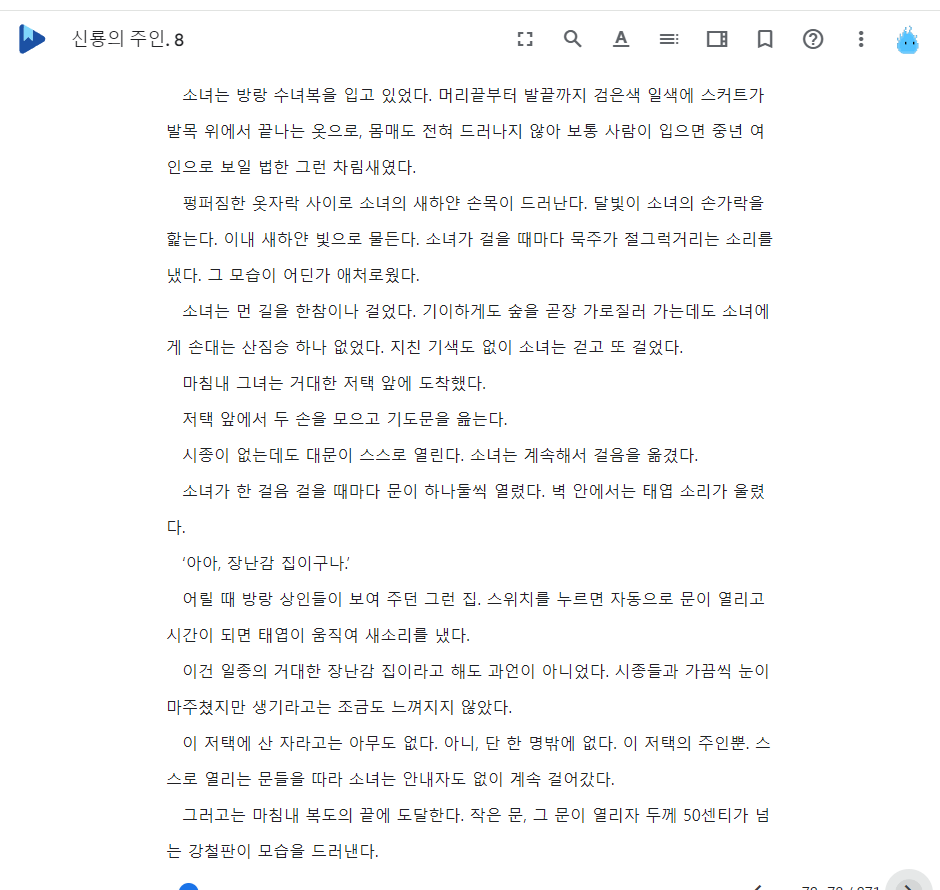 신룡의 주인. 8
소녀는 방랑 수녀복을 입고 있었다. 머리끝부터 발끝까지 검은색 일색에 스커트가
발목 위에서 끝나는 옷으로, 몸매도 전혀 드러나지 않아 보통 사람이 입으면 중년 여
인으로 보일 법한 그런 차림새였다.
펑퍼짐한 옷자락 사이로 소녀의 새하얀 손목이 드러난다. 달빛이 소녀의 손가락을
핥는다. 이내 새하얀 빛으로 물든다. 소녀가 걸을 때마다 묵주가 절그럭거리는 소리를
냈다. 그 모습이 어딘가 애처로웠다.
소녀는 먼 길을 한참이나 걸었다. 기이하게도 숲을 곧장 가로질러 가는데도 소녀에
게 손대는 산짐승 하나 없었다. 지친 기색도 없이 소녀는 걷고 또 걸었다.
마침내 그녀는 거대한 저택 앞에 도착했다.
저택 앞에서 두 손을 모으고 기도문을 읊는다.
시종이 없는데도 대문이 스스로 열린다. 소녀는 계속해서 걸음을 옮겼다.
소녀가 한 걸음 걸을 때마다 문이 하나둘씩 열렸다. 벽 안에서는 태엽 소리가 울렸
다.
‘아아, 장난감 집이구나.’
어릴 때 방랑 상인들이 보여 주던 그런 집. 스위치를 누르면 자동으로 문이 열리고
시간이 되면 태엽이 움직여 새소리를 냈다.
이건 일종의 거대한 장난감 집이라고 해도 과언이 아니었다. 시종들과 가끔씩 눈이
마주쳤지만 생기라고는 조금도 느껴지지 않았다.
이 저택에 산 자라고는 아무도 없다. 아니, 단 한 명밖에 없다. 이 저택의 주인뿐. 스
스로 열리는 문들을 따라 소녀는 안내자도 없이 계속 걸어갔다.
그러고는 마침내 복도의 끝에 도달한다. 작은 문, 그 문이 열리자 두께 50센티가 넘
는 강철판이 모습을 드러낸다.